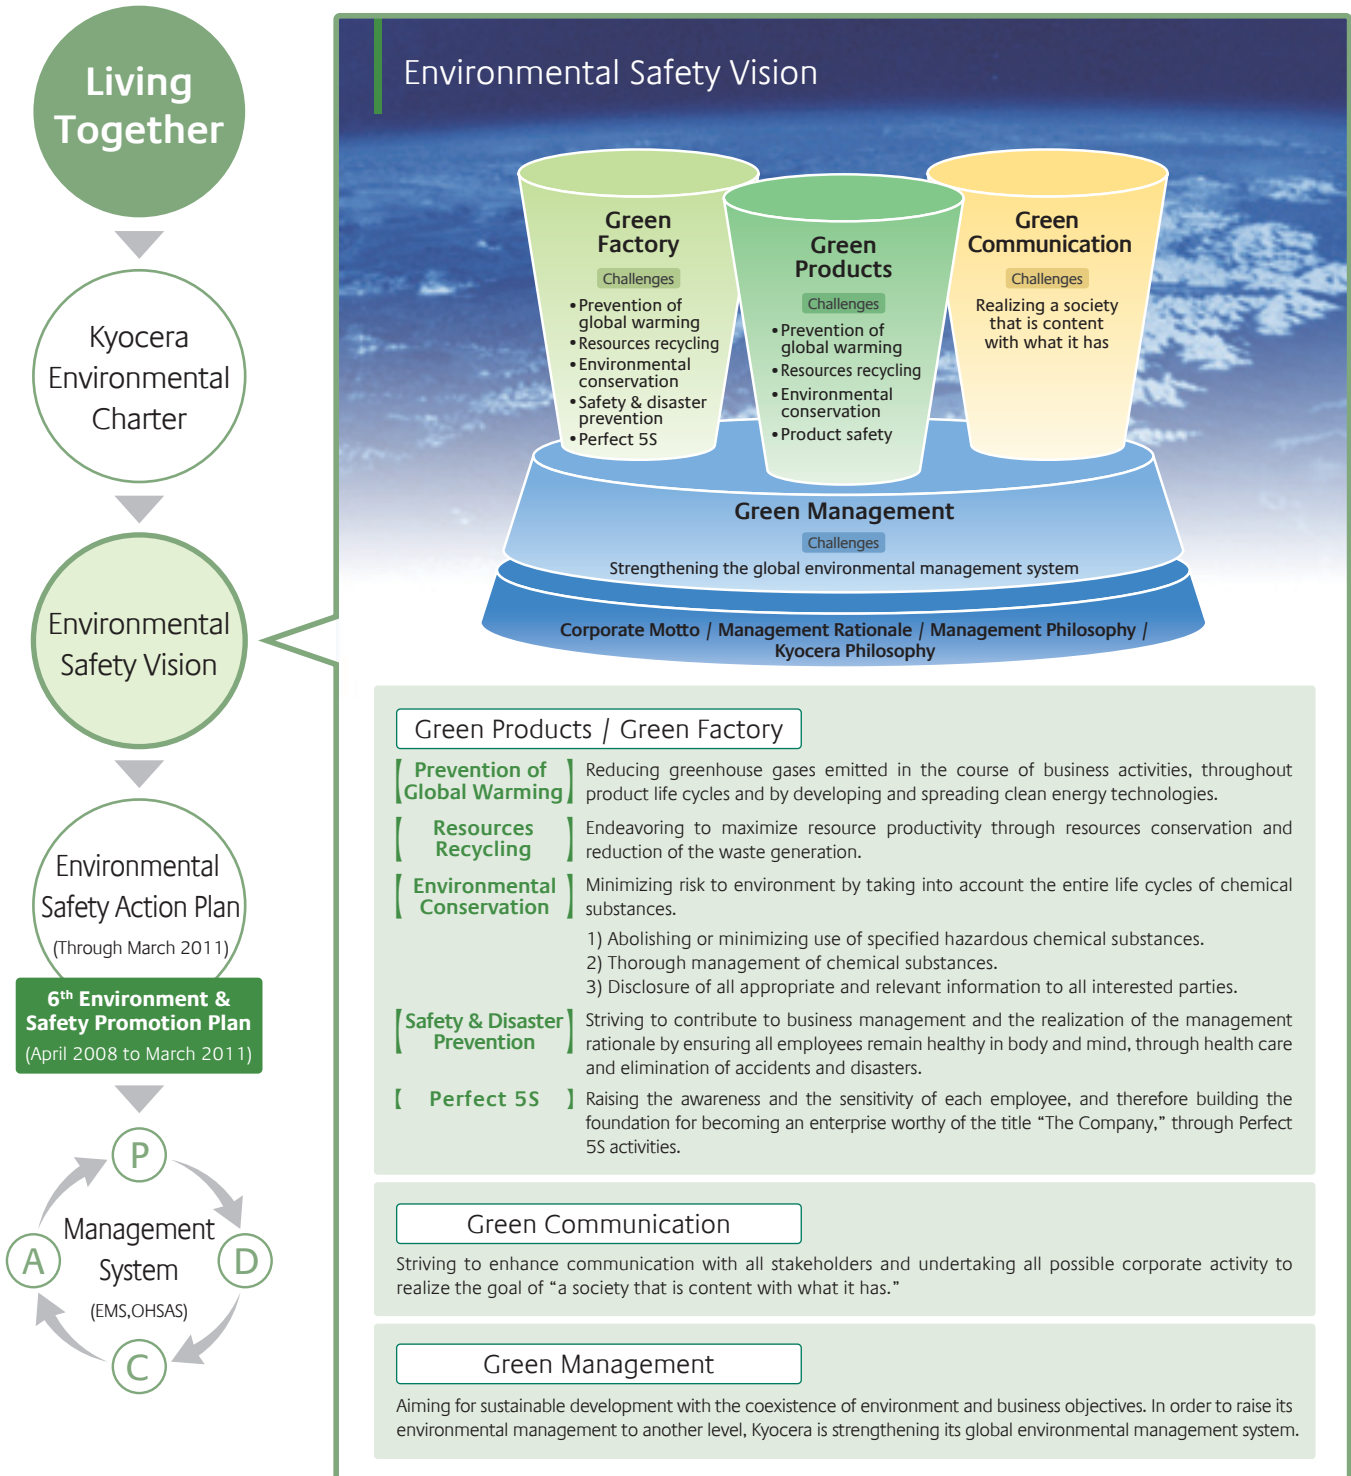 Living
Together
Kyocera
Environmental
Charter
Environmental
Safety Vision
Environmental
Safety Action Plan
(Through March 2011)
6th Environment &
Safety Promotion Plan
(April 2008 to March 2011)
P
D
C
A
Management
System
(EMS,OHSAS)
Environmental Safety Vision
Green
Factory
Challenges
•Prevention of
global warming
•Resources recycling
•Environmental
conservation
•Safety & disaster
prevention
•Perfect 5S
Green
Products
Challenges
•Prevention of
global warming
•Resources recycling
•Environmental
conservation
•Product safety
Green
Communication
Challenges
Realizing a society
that is content
with what it has
Green Management
Challenges
Strengthening the global environmental management system
Corporate Motto / Management Rationale / Management Philosophy /
Kyocera Philosophy
Green Products / Green Factory
【Prevention of
Global Warming】
Reducing greenhouse gases emitted in the course of business activities, throughout
product life cycles and by developing and spreading clean energy technologies.
【Resources
Recycling】
Endeavoring to maximize resource productivity through resources conservation and
reduction of the waste generation.
【Environmental
Conservation】
Minimizing risk to environment by taking into account the entire life cycles of chemical
substances.
1) Abolishing or minimizing use of specified hazardous chemical substances.
2) Thorough management of chemical substances.
3) Disclosure of all appropriate and relevant information to all interested parties.
【Safety & Disaster
Prevention】
Striving to contribute to business management and the realization of the management
rationale by ensuring all employees remain healthy in body and mind, through health care
and elimination of accidents and disasters.
【Perfect 5S】
Raising the awareness and the sensitivity of each employee, and therefore building the
foundation for becoming an enterprise worthy of the title “The Company,” through Perfect
5S activities.
Green Communication
Striving to enhance communication with all stakeholders and undertaking all possible corporate activity to
realize the goal of “a society that is content with what it has.”
Green Management
Aiming for sustainable development with the coexistence of environment and business objectives. In order to raise its
environmental management to another level, Kyocera is strengthening its global environmental management system.